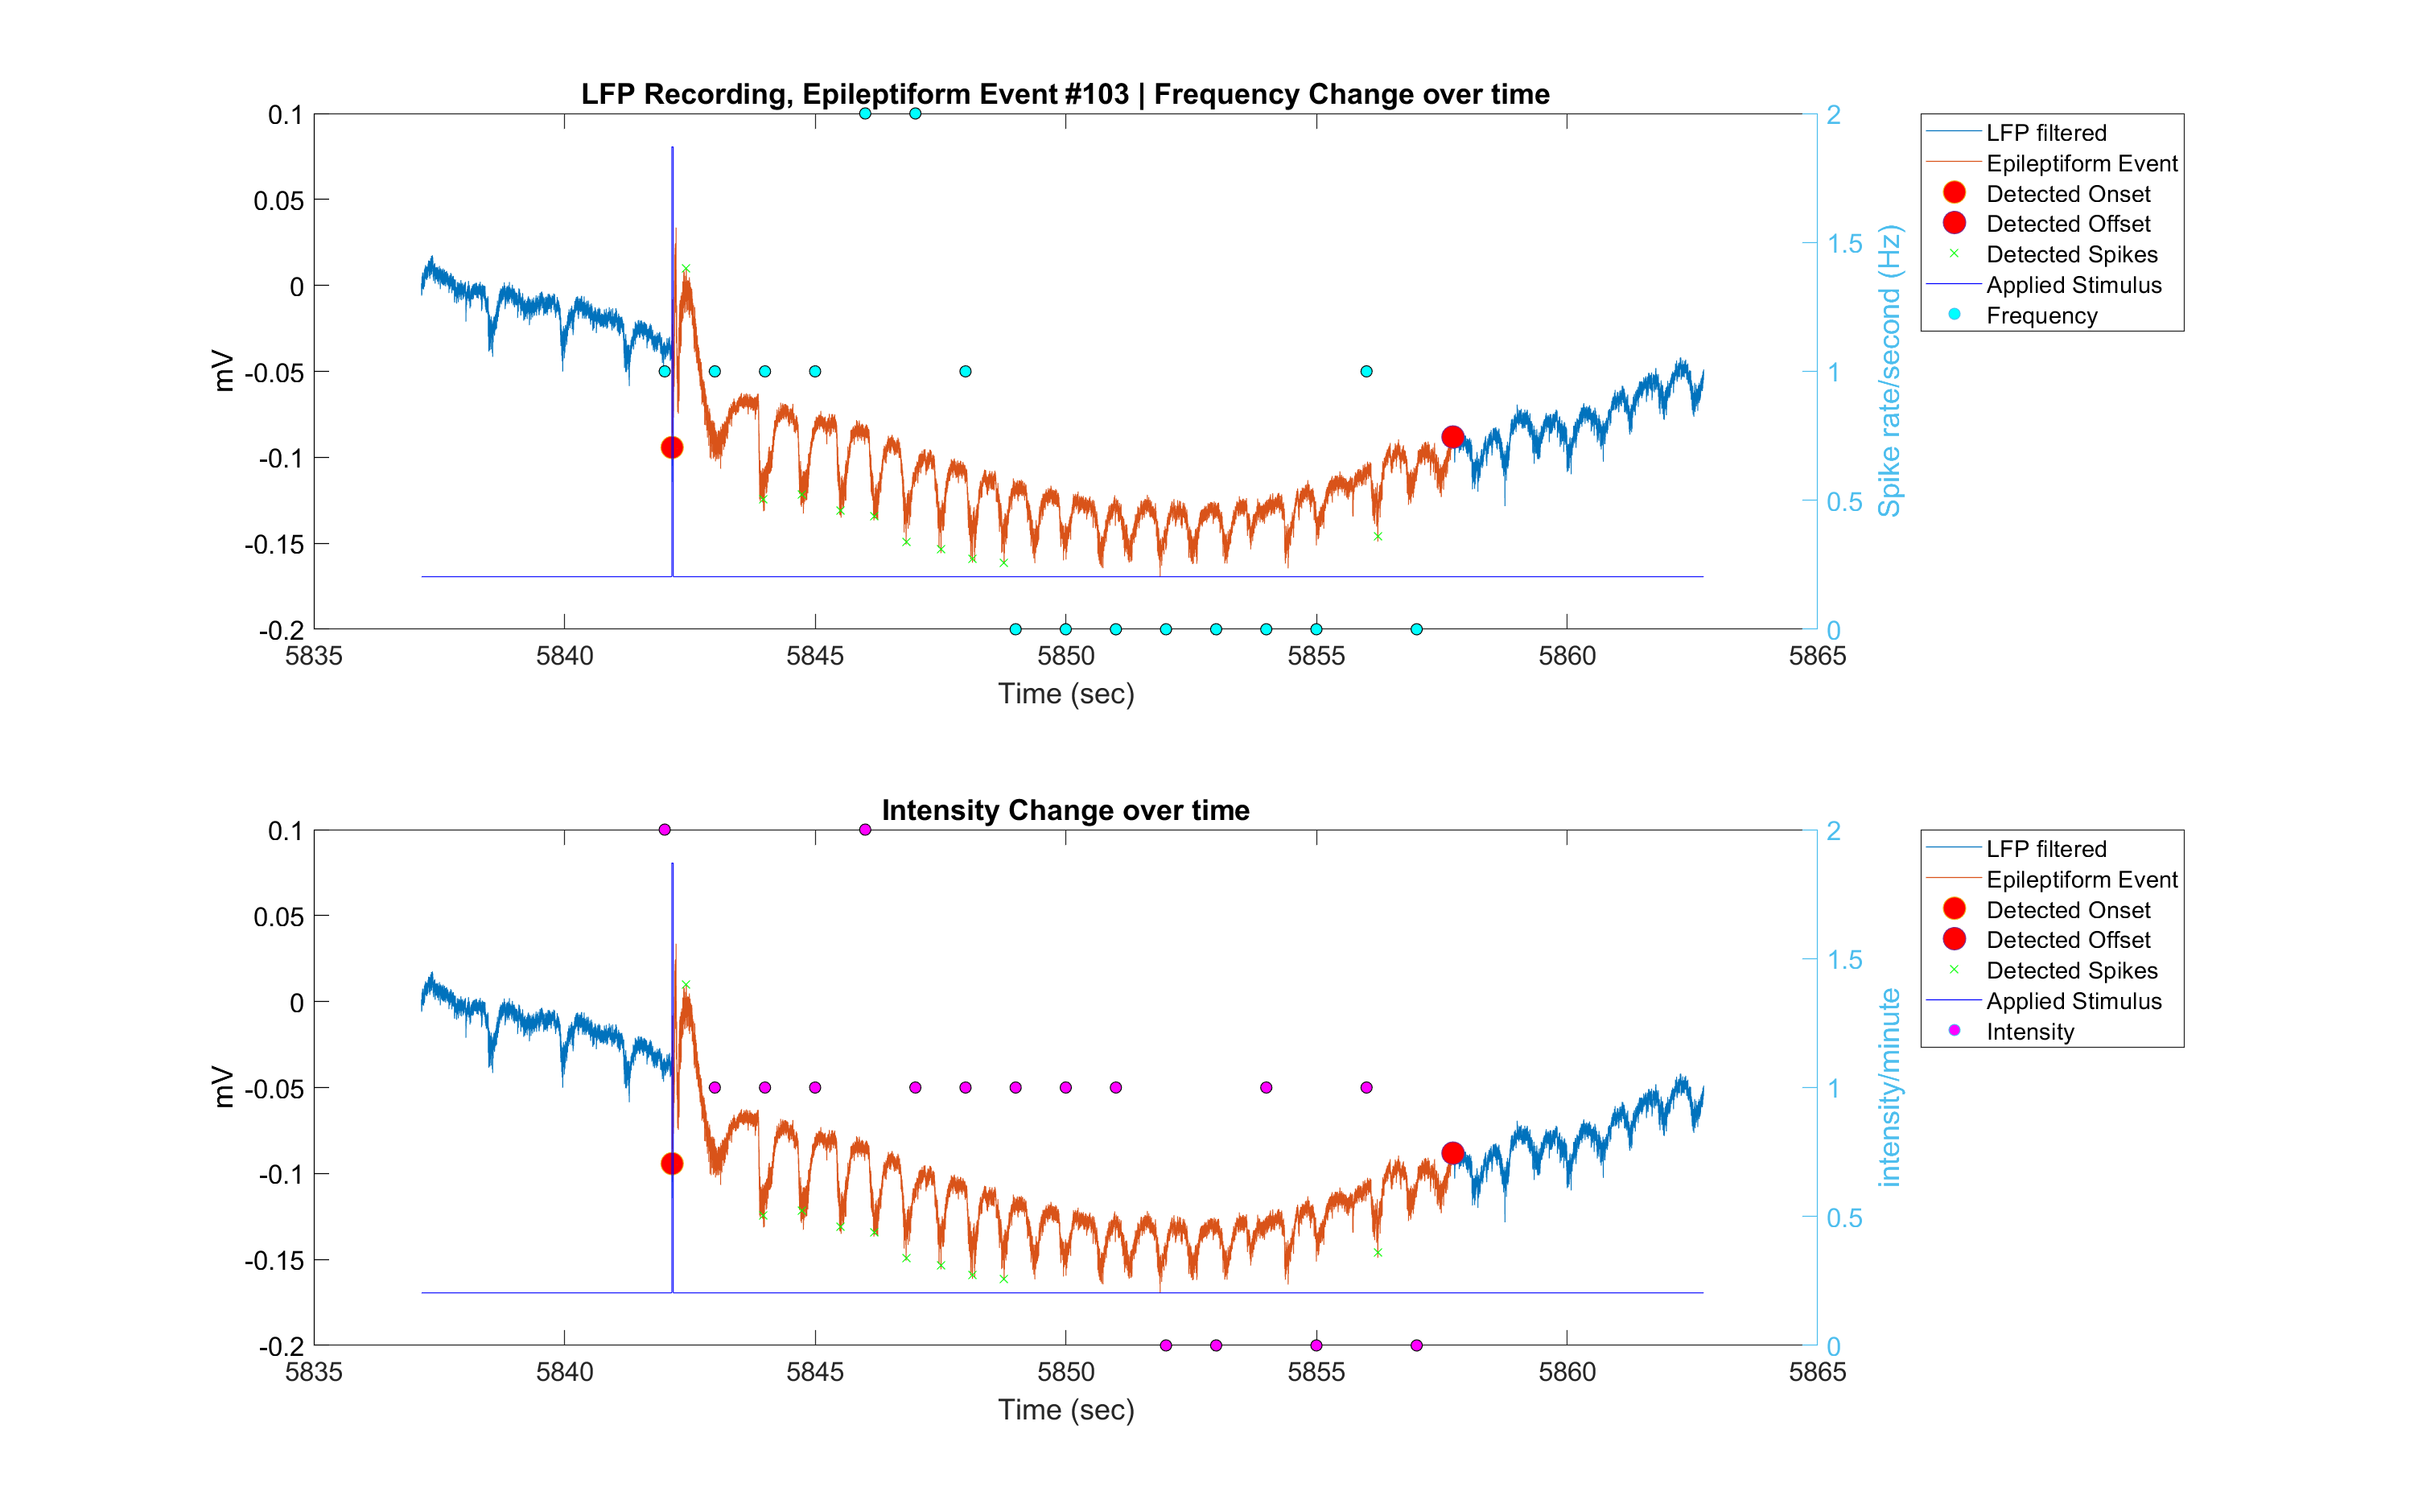 LFP Recording, Epileptiform Event #103 | Frequency Change over time
0.1
0.05
0
-0.05
-0.1
-0.15
-0.2
mV
2
1.5
1
0.5
0
Spike rate/second (Hz)
5835 5840 5845 5850 5855 5860 5865
Time (sec)
LFP filtered
Epileptiform Event
Detected Onset
Detected Offset
Detected Spikes
Applied Stimulus
Frequency
Intensity Change over time
0.1
0.05
0
-0.05
-0.1
-0.15
-0.2
mV
2
1.5
1
0.5
0
intensity/minute
5835 5840 5845 5850 5855 5860 5865
Time (sec)
LFP filtered
Epileptiform Event
Detected Onset
Detected Offset
Detected Spikes
Applied Stimulus
Intensity